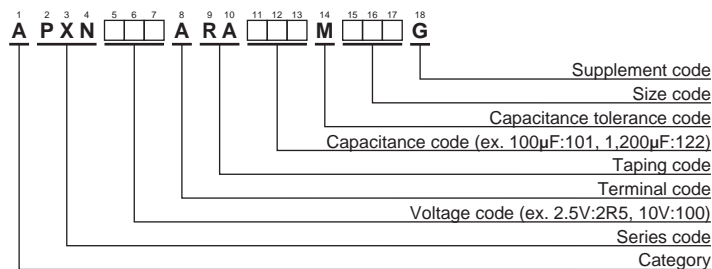 1 2 3 4 5 6 7 8 9 10 11 12 13 14 15 16 17 18
A P X N A R A M G
Supplement code
Size code
Capacitance tolerance code
Capacitance code (ex. 100µF:101, 1,200µF:122)
Taping code
Terminal code
Voltage code (ex. 2.5V:2R5, 10V:100)
Series code
Category